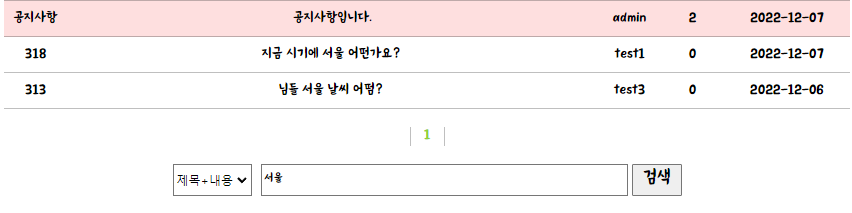 공지사항 공지사항입니다. admin 2 2022-12-07
318 지금 시기에 서울 어떤가요? test1 0 2022-12-07
313 님들 서울 날씨 어떰? test3 0 2022-12-06
1
제목+내용 서울 검색